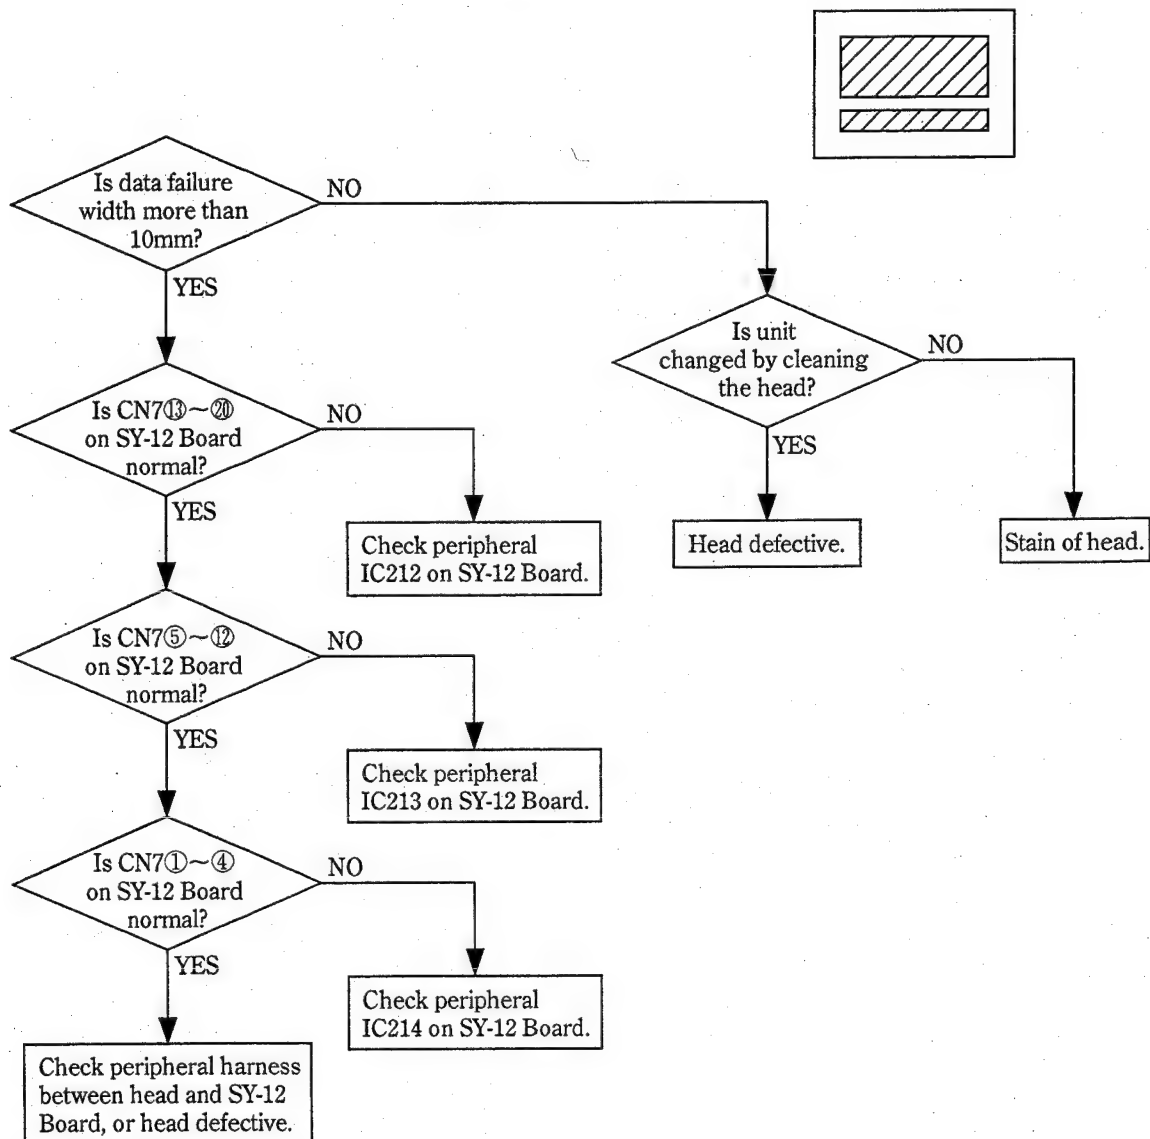 Is data failure
width more than
10mm?
NO
YES
Is unit
changed by cleaning
the head?
NO
YES
Is CN7⑬～⑳
on SY-12 Board
normal?
NO
YES
Head defective.
Stain of head.
Check peripheral
IC212 on SY-12 Board.
Is CN7⑤～⑫
on SY-12 Board
normal?
NO
YES
Check peripheral
IC213 on SY-12 Board.
Is CN7①～④
on SY-12 Board
normal?
NO
YES
Check peripheral
IC214 on SY-12 Board.
Check peripheral harness
between head and SY-12
Board, or head defective.